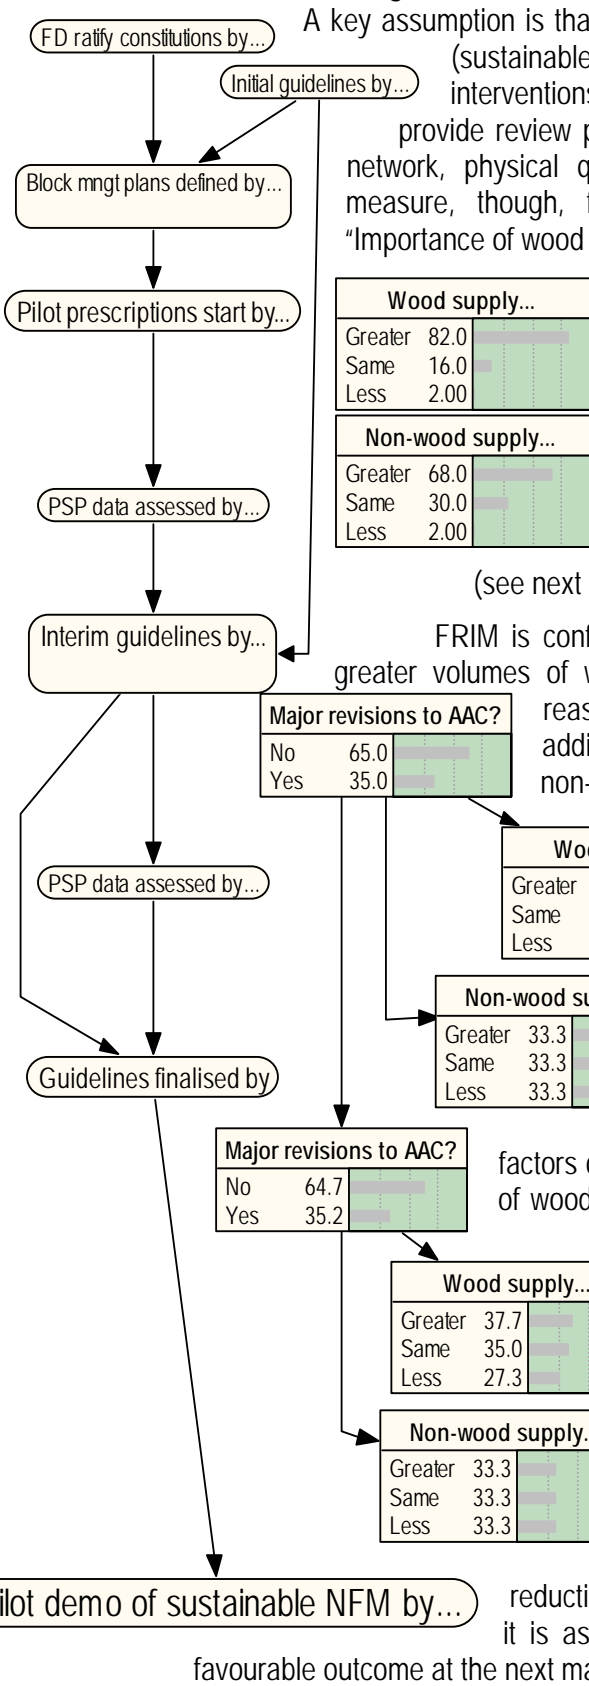 A key assumption is tha
FD ratify constitutions by...
(sustainable
Initial guidelines by...
interventions
provide review p
network, physical q
measure, though, f
"Importance of wood
Block mngt plans defined by...
Pilot prescriptions start by...
Wood supply...
Greater 82.0
Same 16.0
Less 2.00
Non-wood supply...
Greater 68.0
Same 30.0
Less 2.00
PSP data assessed by...
(see next
Interim guidelines by...
FRIM is conf
greater volumes of w
reas
addi
non-
Major revisions to AAC?
No 65.0
Yes 35.0
Woo
Greater
Same
Less
PSP data assessed by...
Non-wood su
Greater 33.3
Same 33.3
Less 33.3
Guidelines finalised by
Major revisions to AAC?
No 64.7
Yes 35.2
factors
of wood
Wood supply...
Greater 37.7
Same 35.0
Less 27.3
Non-wood supply.
Greater 33.3
Same 33.3
Less 33.3
ilot demo of sustainable NFM by...
reducti
it is as
favourable outcome at the next ma